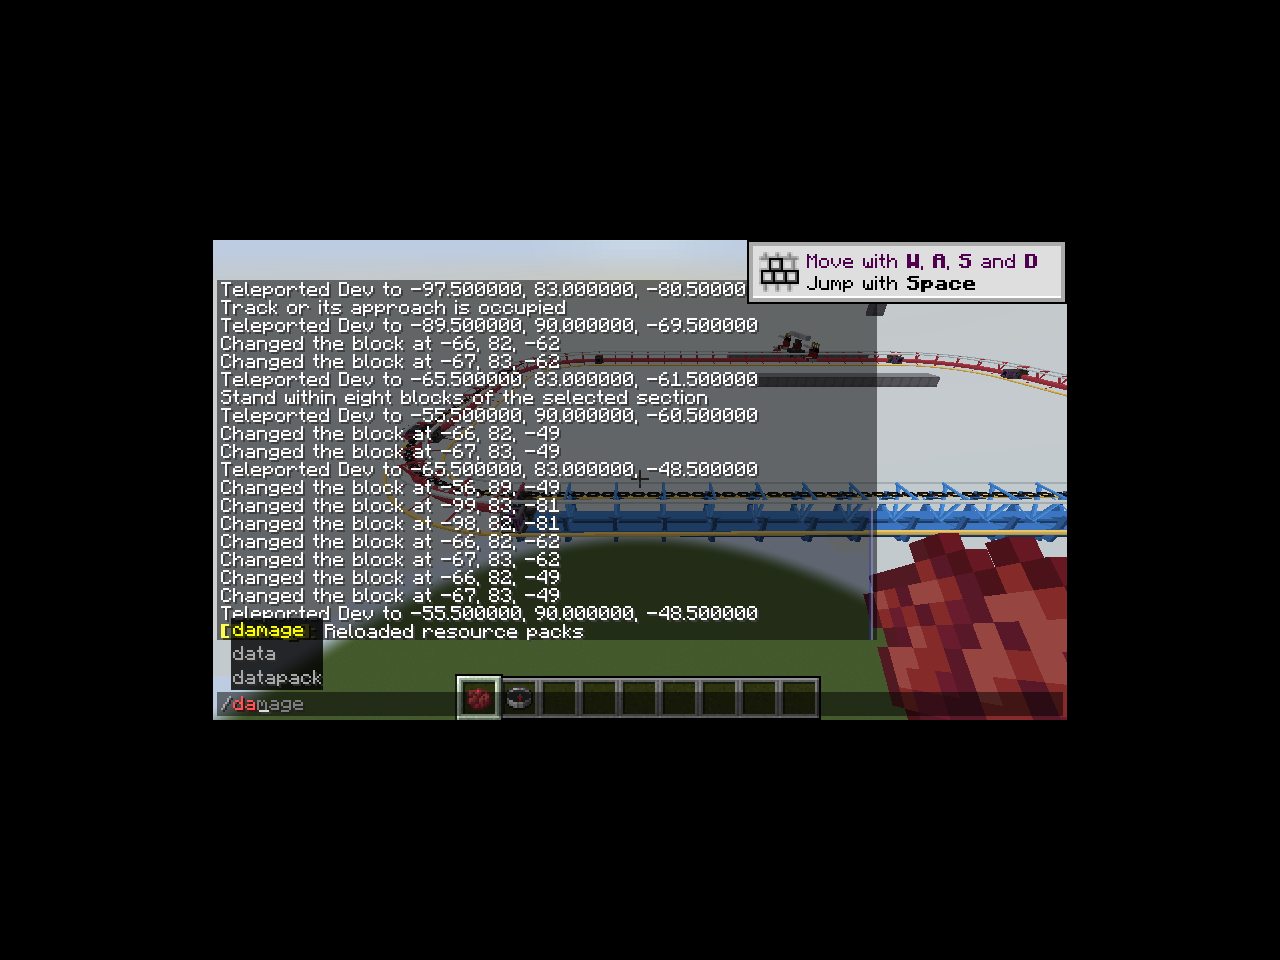 Move with W, A, S and D
Jump with Space
Teleported Dev to -97.500000, 83.000000, -80.500000
Track or its approach is occupied
Teleported Dev to -89.500000, 90.000000, -69.500000
Changed the block at -66, 82, -62
Changed the block at -67, 83, -62
Teleported Dev to -65.500000, 83.000000, -61.500000
Stand within eight blocks of the selected section
Teleported Dev to -55.500000, 90.000000, -60.500000
Changed the block at -66, 82, -49
Changed the block at -67, 83, -49
Teleported Dev to -65.500000, 83.000000, -48.500000
Changed the block at -56, 89, -49
Changed the block at -99, 83, -81
Changed the block at -98, 82, -81
Changed the block at -66, 82, -62
Changed the block at -67, 83, -62
Changed the block at -66, 82, -49
Changed the block at -67, 83, -49
Teleported Dev to -55.500000, 90.000000, -48.500000
damage Reloaded resource packs
data
datapack
/damage